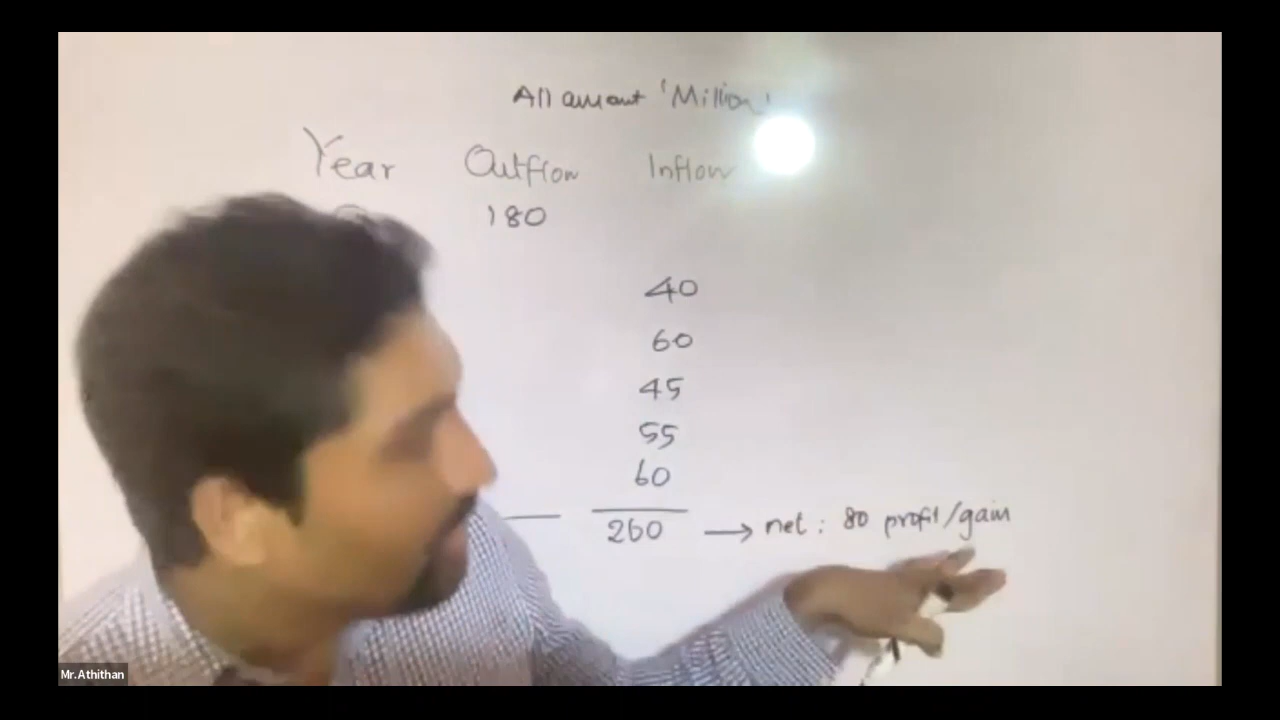 All amount 'Million'
Year Outflow Inflow
180
40
60
45
55
60
260 → net : 80 profit/gain
Mr.Athithan